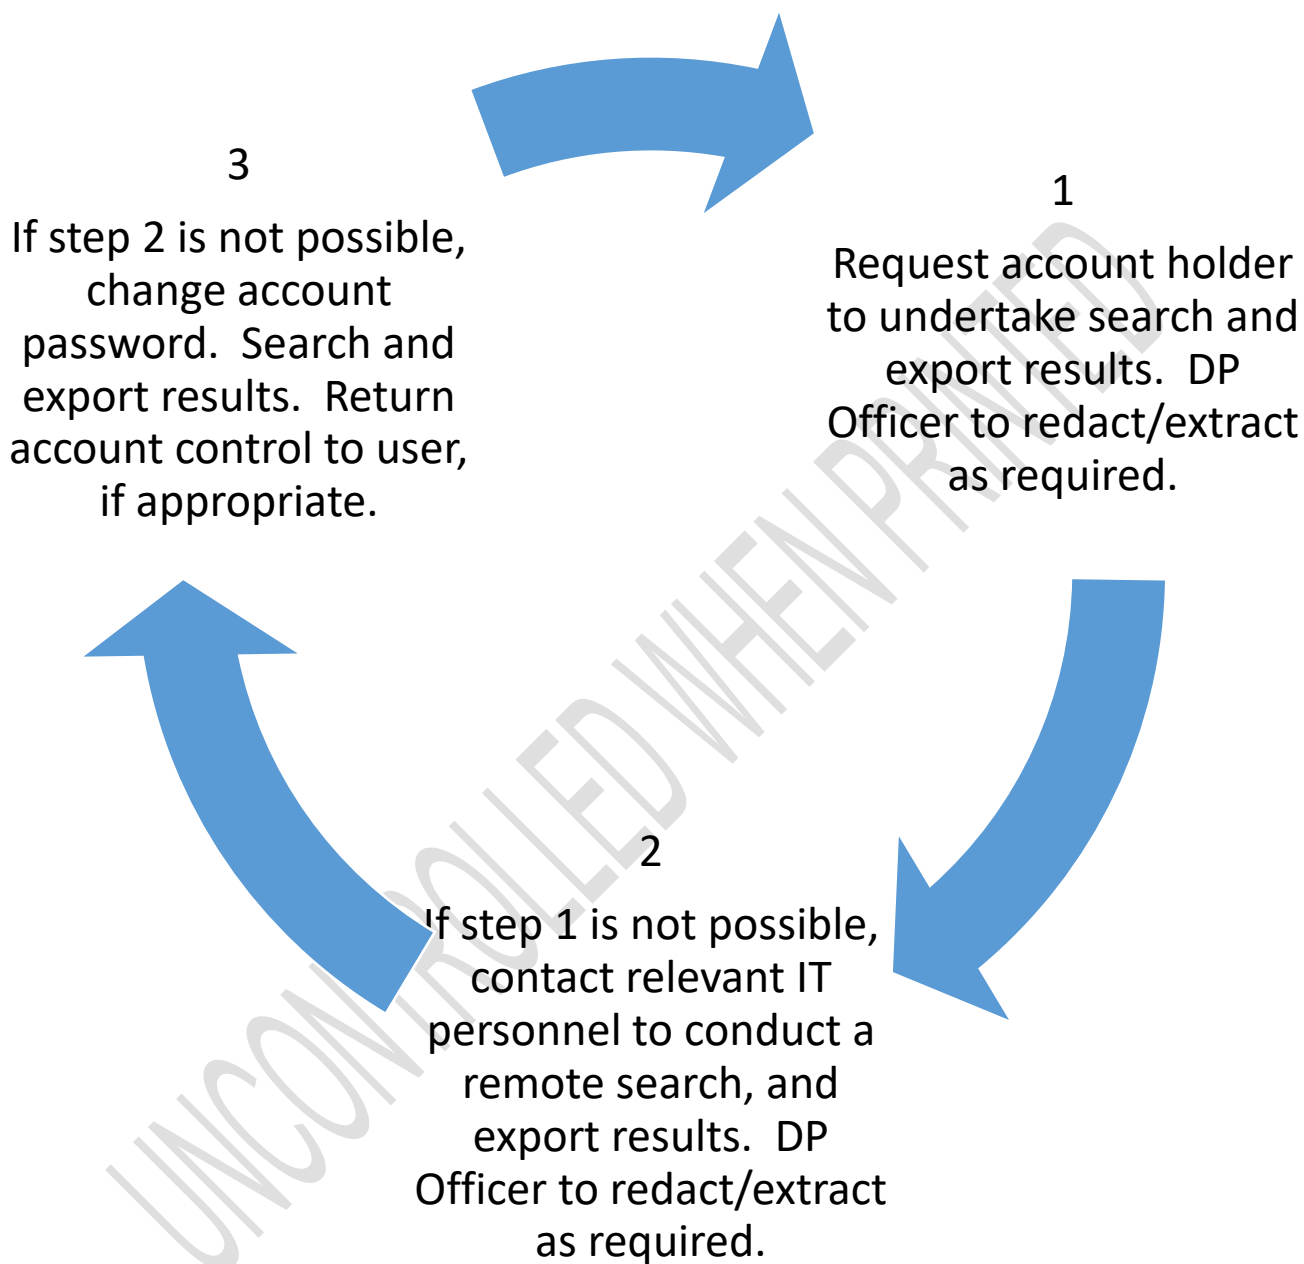 3
If step 2 is not possible,
change account
password.  Search and
export results.  Return
account control to user,
if appropriate.
1
Request account holder
to undertake search and
export results.  DP
Officer to redact/extract
as required.
2
If step 1 is not possible,
contact relevant IT
personnel to conduct a
remote search, and
export results.  DP
Officer to redact/extract
as required.
UNCONTROLLED WHEN PRINTED